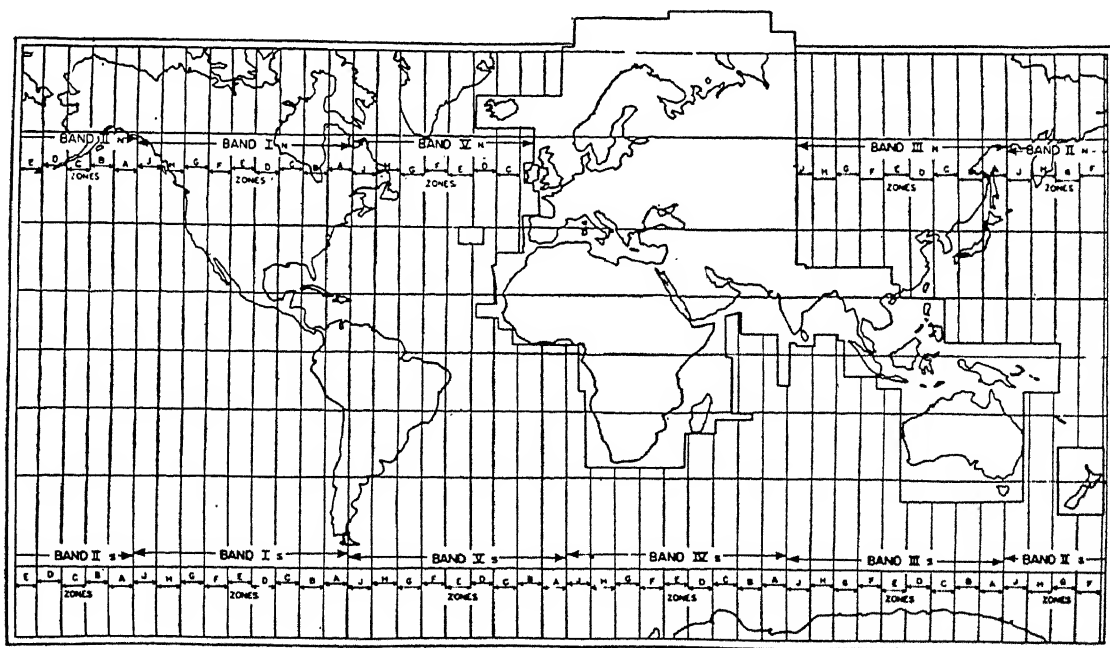 BAND II N BAND I N BAND V N BAND III N BAND II N
E D C B A J H G F E D C B A J H G F E D C J H G F E D C B A J H G F
ZONES ZONES ZONES ZONES ZONES
BAND II S BAND I S BAND V S BAND IV S BAND III S BAND II S
E D C B A J H G F E D C B A J H G F E D C B A J H G F E D C B A J H G F E D C B A J H G F
ZONES ZONES ZONES ZONES ZONES ZONES